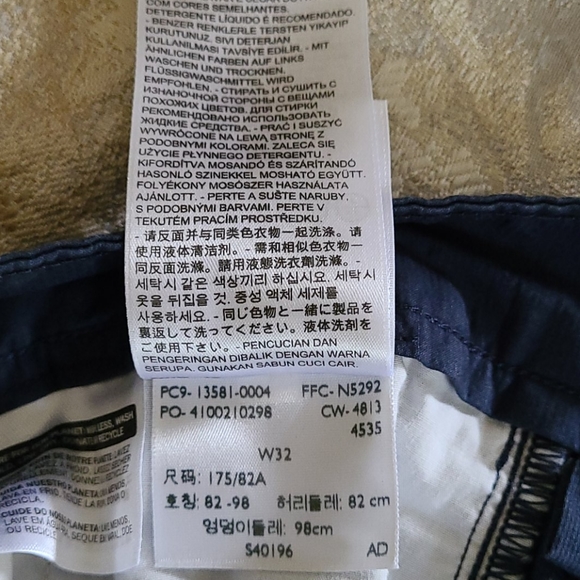 COM CORES SEMELHANTES.
DETERGENTE LÍQUIDO É RECOMENDADO.
- BENZER RENKLERLE TERSTEN YIKAYIP
KURUTUNUZ. SIVI DETERJAN
KULLANILMASI TAVSİYE EDİLİR. - MIT
ÄHNLICHEN FARBEN AUF LINKS
WASCHEN UND TROCKNEN.
FLÜSSIGWASCHMITTEL WIRD
EMPFOHLEN. - СТИРАТЬ И СУШИТЬ С
ИЗНАНОЧНОЙ СТОРОНЫ С ВЕЩАМИ
ПОХОЖИХ ЦВЕТОВ. ДЛЯ СТИРКИ
РЕКОМЕНДОВАНО ИСПОЛЬЗОВАТЬ
ЖИДКИЕ СРЕДСТВА. - PRAĆ I SUSZYĆ
WYWRÓCONE NA LEWĄ STRONĘ Z
PODOBNYMI KOLORAMI. ZALECA SIĘ
UŻYCIE PŁYNNEGO DETERGENTU. -
KIFORDÍTVA MOSANDÓ ÉS SZÁRÍTANDÓ
HASONLÓ SZINEKKEL MOSHATÓ EGYÜTT.
FOLYÉKONY MOSÓSZER HASZNÁLATA
AJÁNLOTT. - PERTE A SUŠTE NARUBY.
S PODOBNÝMI BARVAMI. PERTE V
TEKUTÉM PRACÍM PROSTŘEDKU.
- 请反面并与同类色衣物一起洗涤。请
使用液体清洁剂。- 需和相似色衣物一
同反面洗滌。請用液態洗衣劑洗滌。-
세탁시 같은 색상끼리 하십시요. 세탁시
옷을 뒤집을 것. 중성 액체 세제를
사용하세요. - 同じ色物と一緒に製品を
裏返して洗ってください。液体洗剤をご
使用下さい。- PENCUCIAN DAN
PENGERINGAN DIBALIK DENGAN WARNA
SERUPA. GUNAKAN SABUN CUCI CAIR.
PC9- 13581-0004 FFC- N5292
PO- 4100210298 CW- 4813
4535
W32
尺码: 175/82A
호칭: 82 -98 허리둘레: 82 cm
엉덩이둘레: 98cm
S40196 AD
WASH LESS, WASH
RECYCLE
RECICLA.